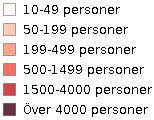 10-49 personer
50-199 personer
199-499 personer
500-1499 personer
1500-4000 personer
Över 4000 personer